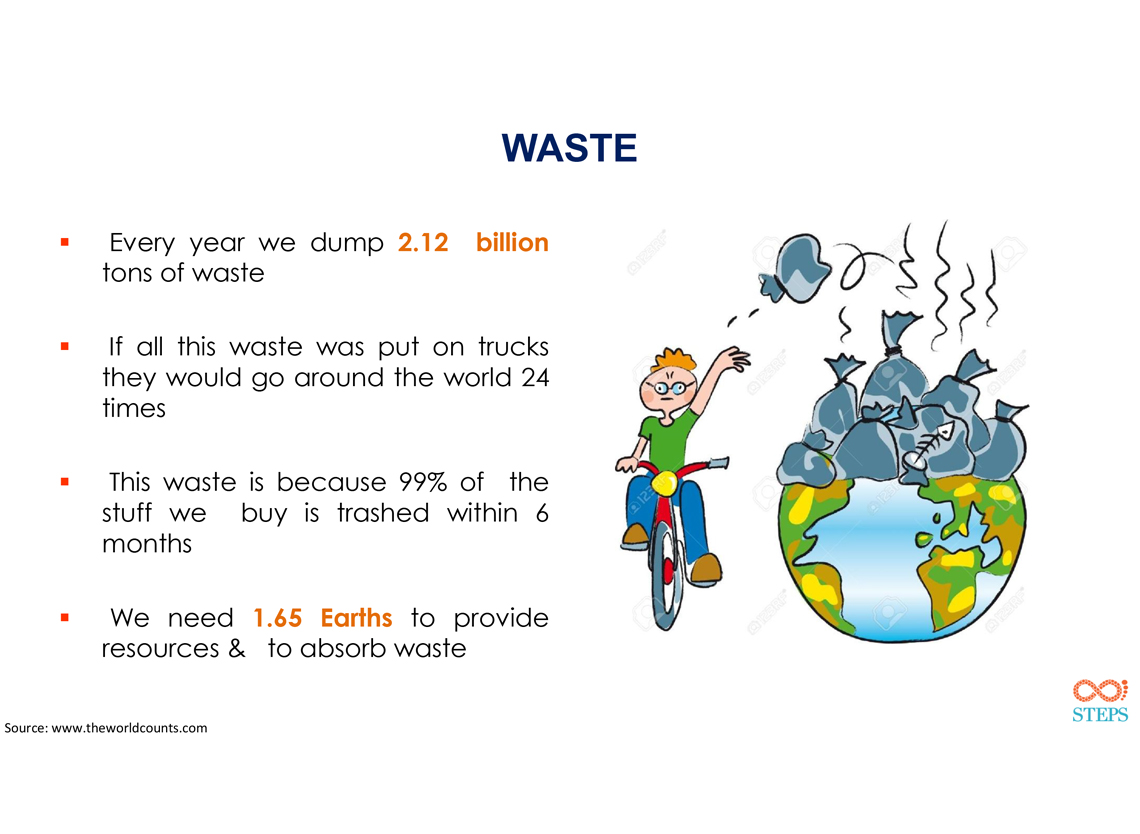 WASTE
▪ Every year we dump 2.12 billion
tons of waste
▪ If all this waste was put on trucks
they would go around the world 24
times
▪ This waste is because 99% of the
stuff we buy is trashed within 6
months
▪ We need 1.65 Earths to provide
resources & to absorb waste
STEPS
Source: www.theworldcounts.com